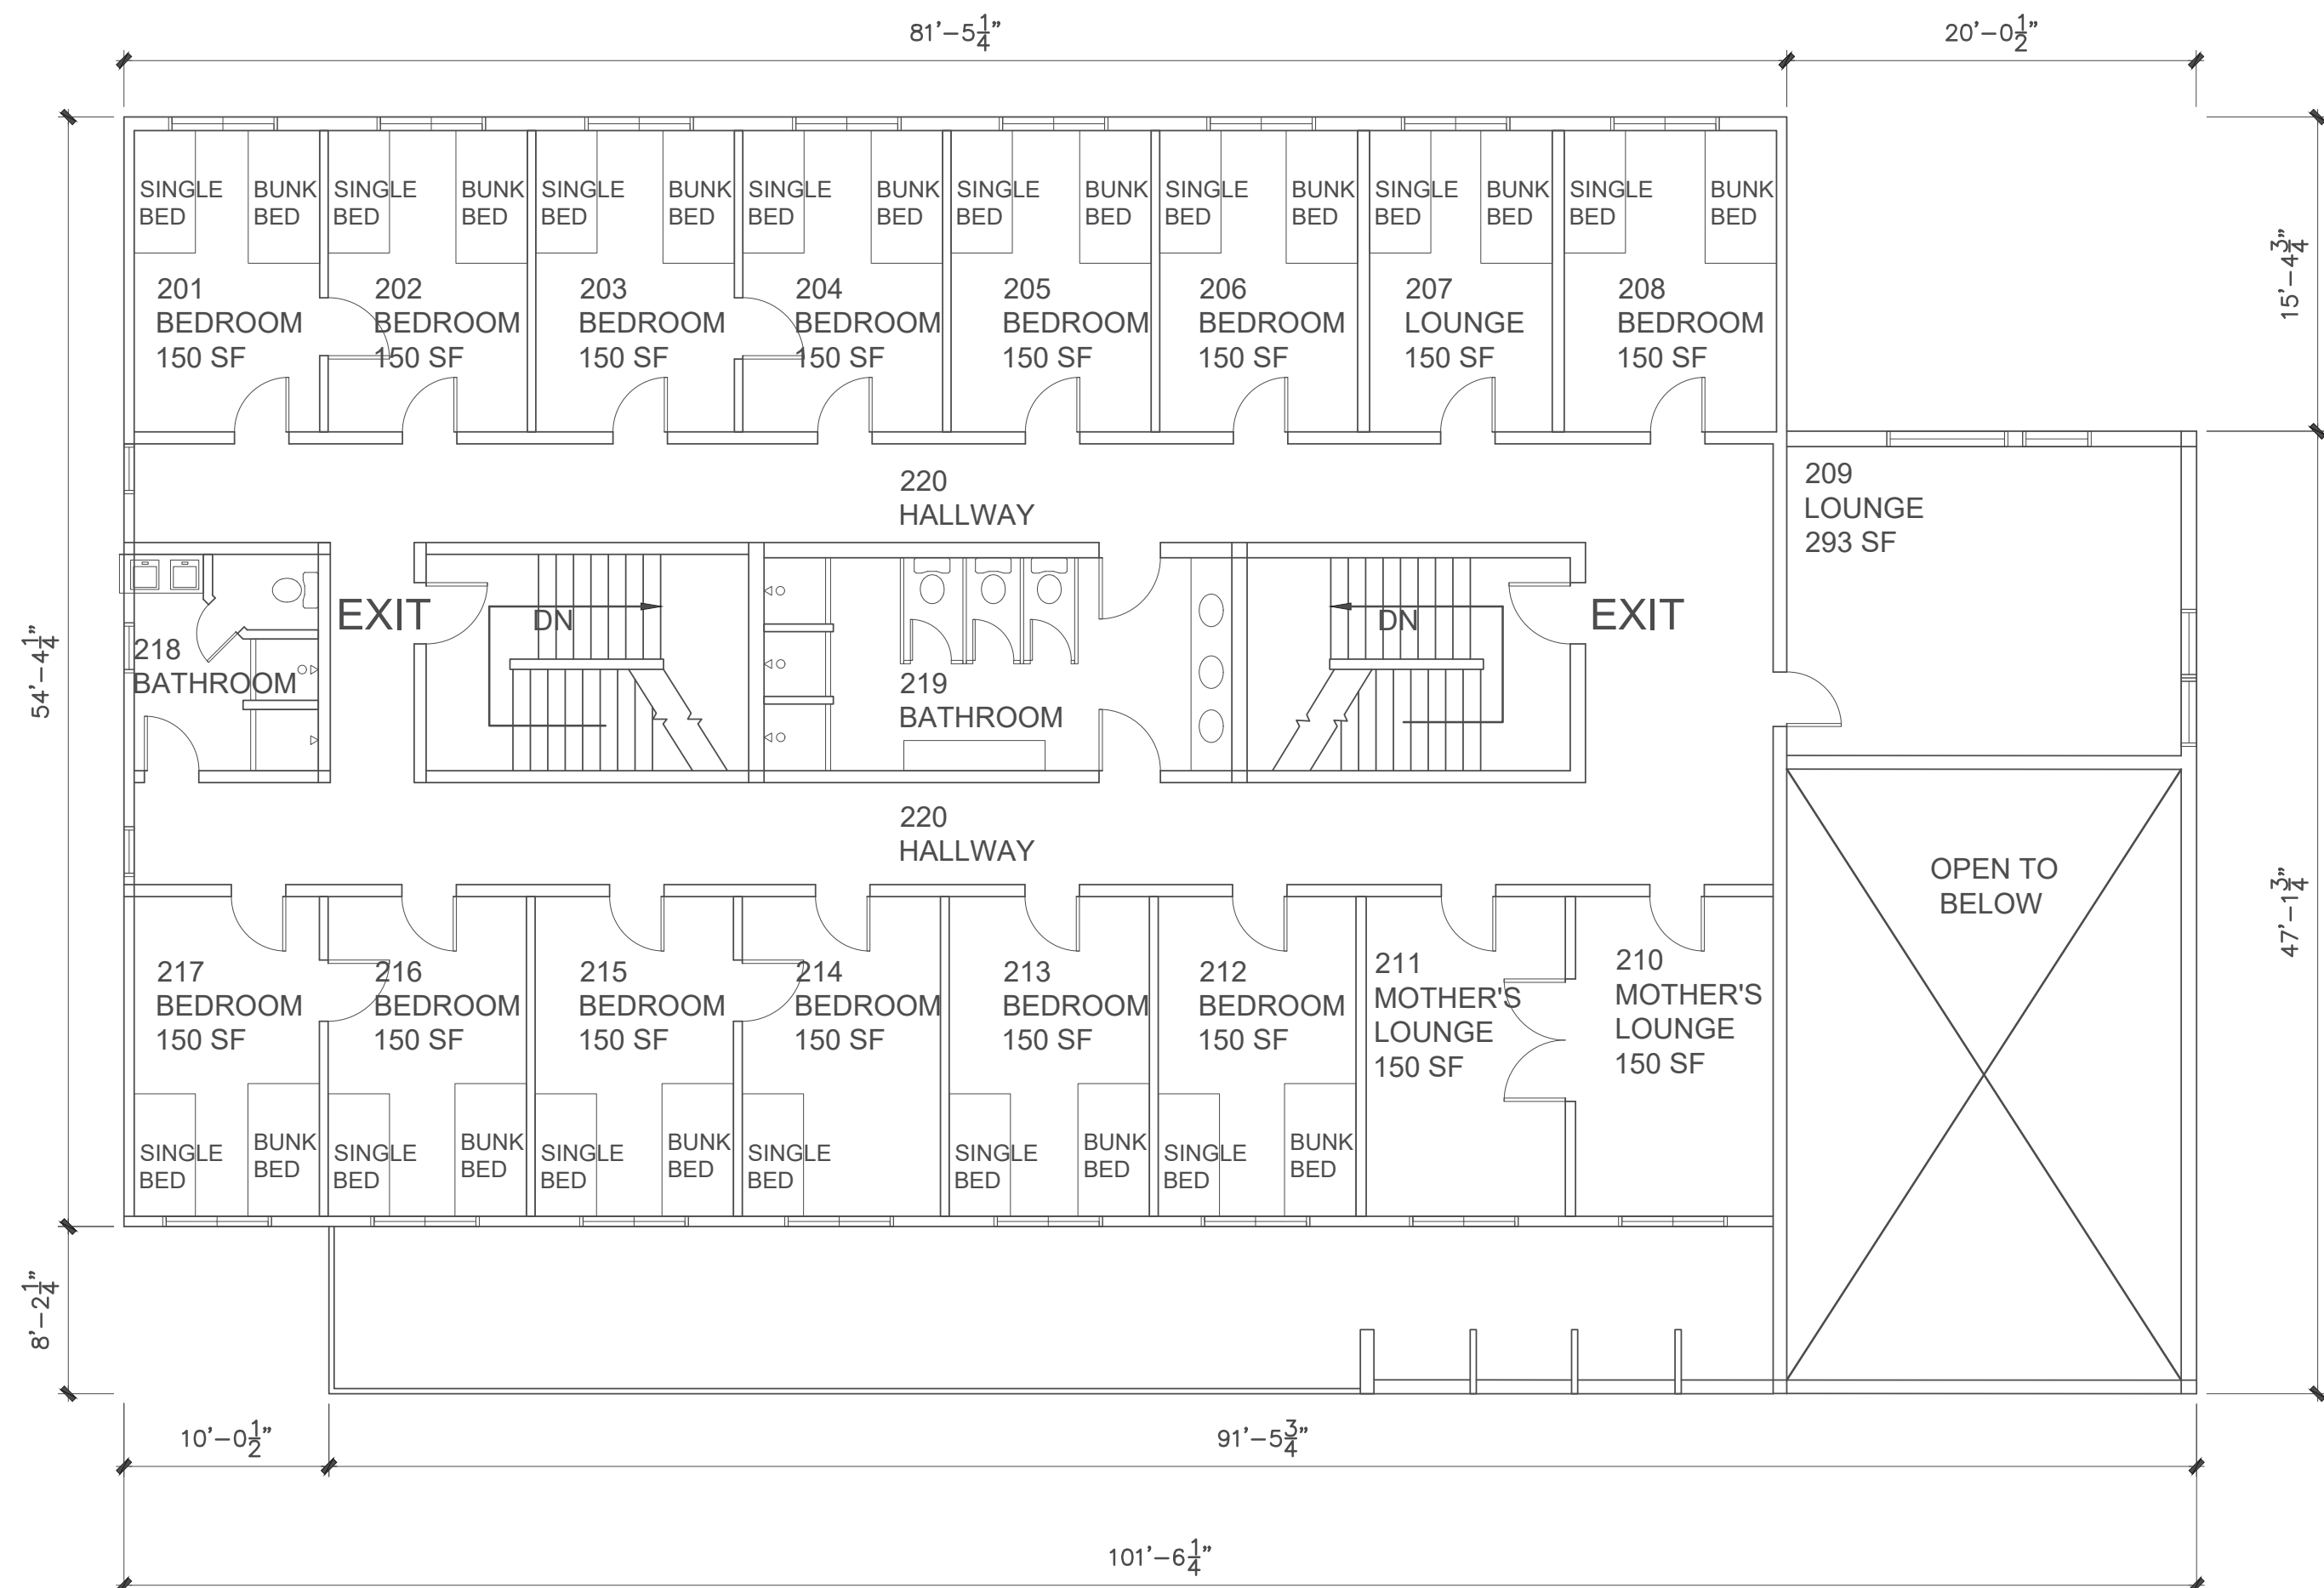 81'-5 1/4"
20'-0 1/2"
SINGLE BED
BUNK BED
SINGLE BED
BUNK BED
SINGLE BED
BUNK BED
SINGLE BED
BUNK BED
SINGLE BED
BUNK BED
SINGLE BED
BUNK BED
SINGLE BED
BUNK BED
SINGLE BED
BUNK BED
15'-4 3/4"
201
BEDROOM
150 SF
202
BEDROOM
150 SF
203
BEDROOM
150 SF
204
BEDROOM
150 SF
205
BEDROOM
150 SF
206
BEDROOM
150 SF
207
LOUNGE
150 SF
208
BEDROOM
150 SF
220
HALLWAY
209
LOUNGE
293 SF
54'-4 1/4"
EXIT
DN
DN
EXIT
218
BATHROOM
219
BATHROOM
220
HALLWAY
OPEN TO
BELOW
47'-1 3/4"
217
BEDROOM
150 SF
216
BEDROOM
150 SF
215
BEDROOM
150 SF
214
BEDROOM
150 SF
213
BEDROOM
150 SF
212
BEDROOM
150 SF
211
MOTHER'S
LOUNGE
150 SF
210
MOTHER'S
LOUNGE
150 SF
SINGLE
BED
BUNK
BED
SINGLE
BED
BUNK
BED
SINGLE
BED
BUNK
BED
SINGLE
BED
SINGLE
BED
BUNK
BED
SINGLE
BED
BUNK
BED
8'-2 1/4"
10'-0 1/2"
91'-5 3/4"
101'-6 1/4"